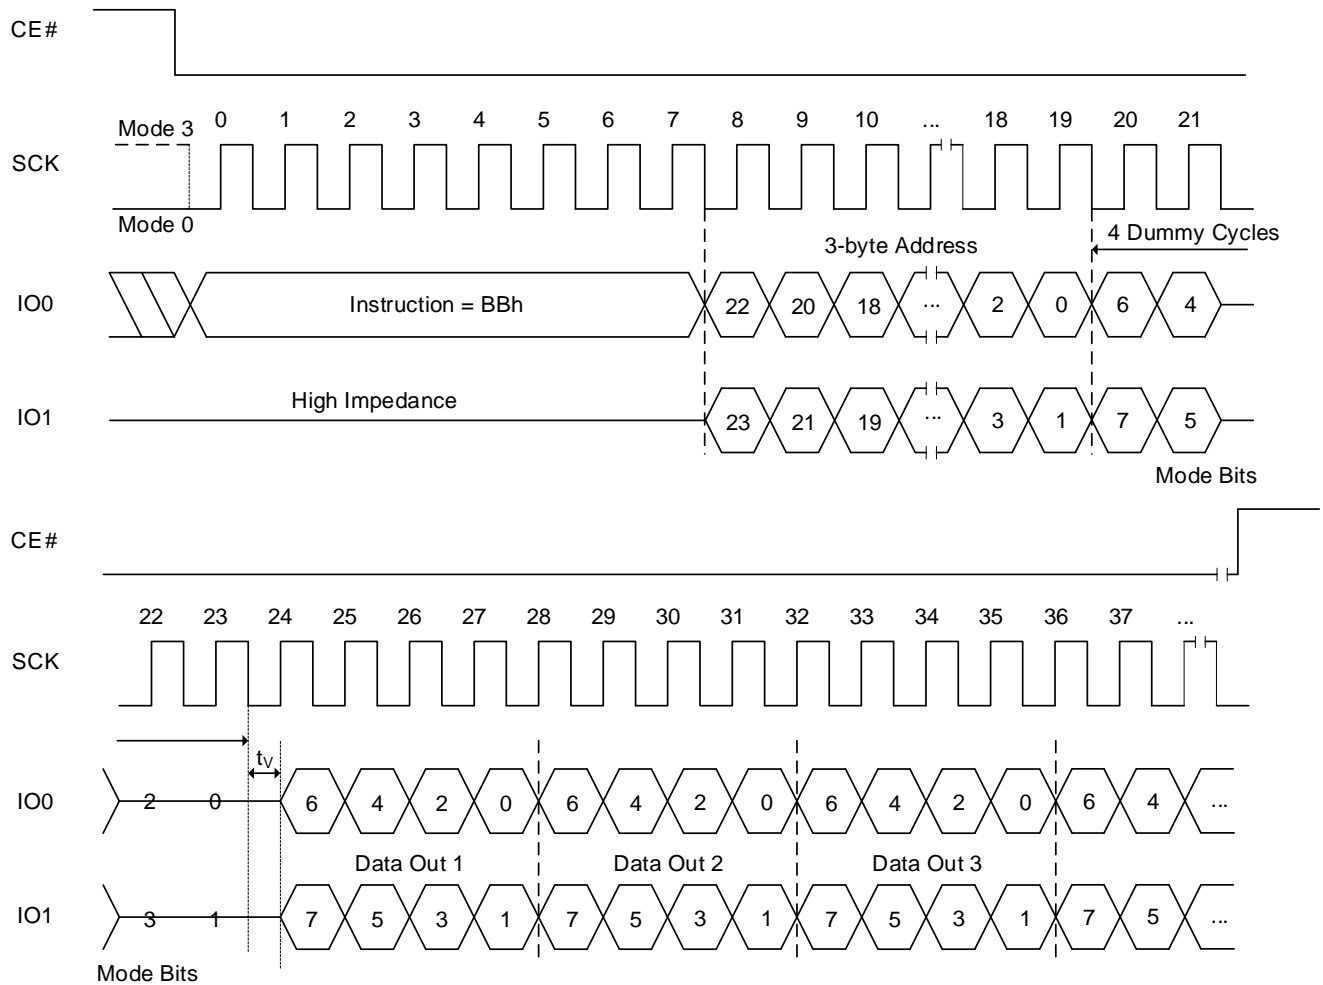 CE#
0 1 2 3 4 5 6 7 8 9 10 ... 18 19 20 21
Mode 3
SCK
Mode 0
3-byte Address
4 Dummy Cycles
IO0 Instruction = BBh 22 20 18 ... 2 0 6 4
High Impedance
IO1 23 21 19 ... 3 1 7 5
Mode Bits
CE#
22 23 24 25 26 27 28 29 30 31 32 33 34 35 36 37 ...
SCK
tV
IO0 2 0 6 4 2 0 6 4 2 0 6 4 2 0 6 4 ...
Data Out 1 Data Out 2 Data Out 3
IO1 3 1 7 5 3 1 7 5 3 1 7 5 3 1 7 5 ...
Mode Bits